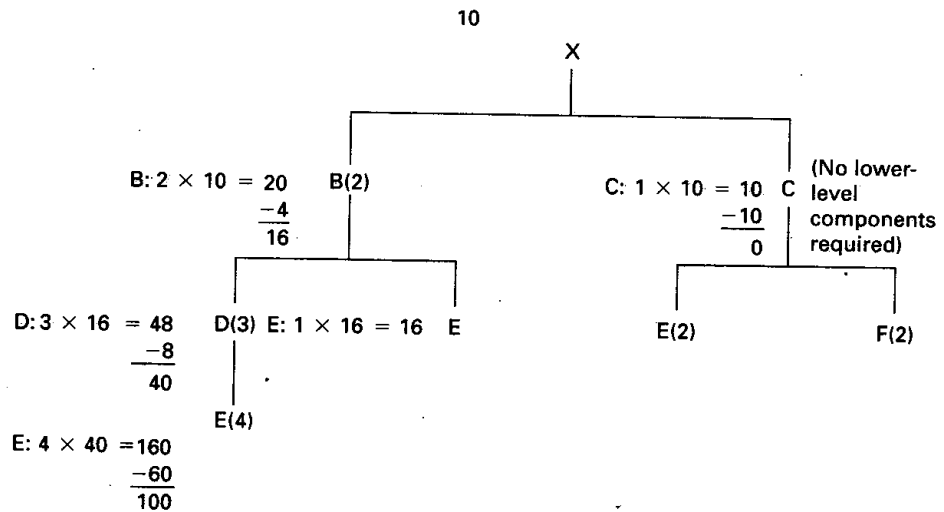 10
X
B: 2 × 10 = 20 B(2)
−4
16
C: 1 × 10 = 10 C
−10
0
(No lower-
level
components
required)
D: 3 × 16 = 48 D(3) E: 1 × 16 = 16 E
−8
40
E(2) F(2)
E(4)
E: 4 × 40 = 160
−60
100